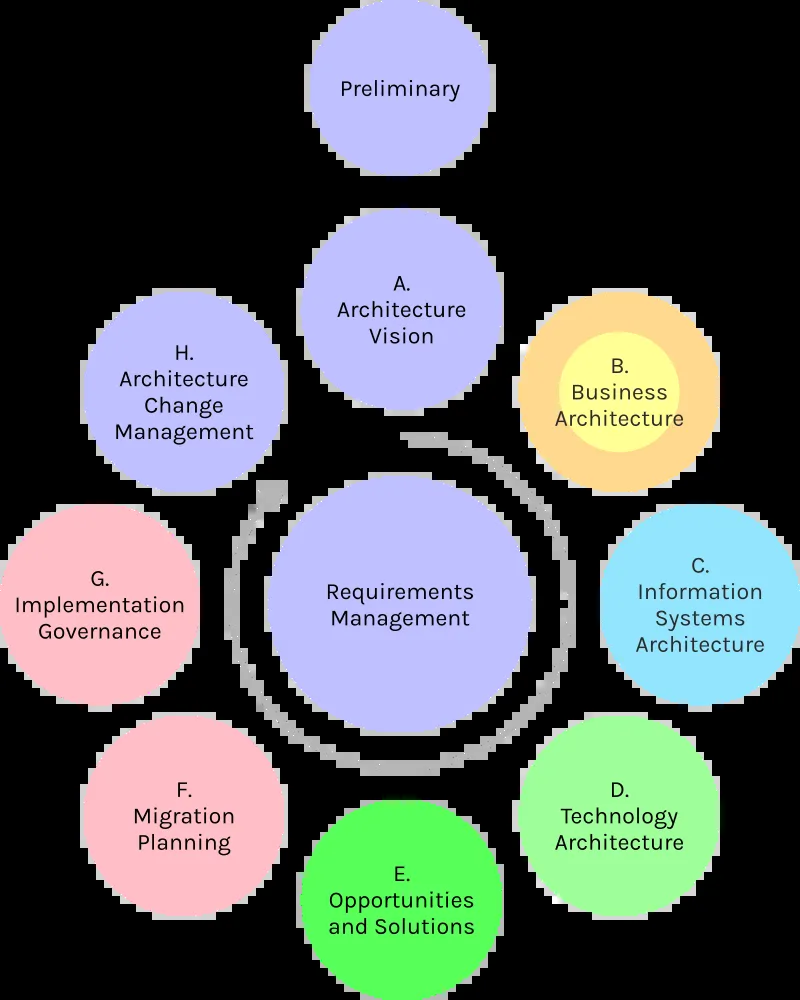 Preliminary
A.
Architecture
Vision
B.
Business
Architecture
C.
Information
Systems
Architecture
D.
Technology
Architecture
E.
Opportunities
and Solutions
F.
Migration
Planning
G.
Implementation
Governance
H.
Architecture
Change
Management
Requirements
Management